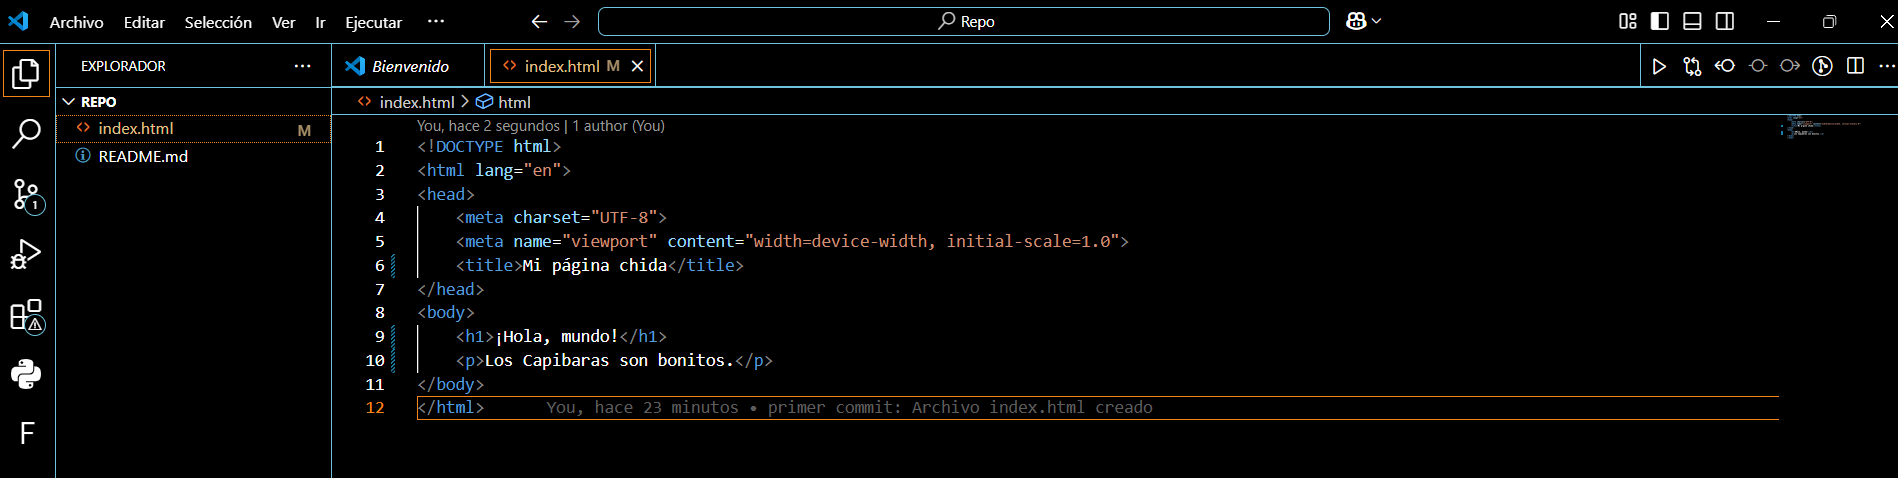 Archivo Editar Selección Ver Ir Ejecutar ··· Repo
EXPLORADOR ···
REPO
index.html M
README.md
1
F
Bienvenido index.html M
index.html > html
You, hace 2 segundos | 1 author (You)
1 <!DOCTYPE html>
2 <html lang="en">
3 <head>
4 <meta charset="UTF-8">
5 <meta name="viewport" content="width=device-width, initial-scale=1.0">
6 <title>Mi página chida</title>
7 </head>
8 <body>
9 <h1>¡Hola, mundo!</h1>
10 <p>Los Capibaras son bonitos.</p>
11 </body>
12 </html> You, hace 23 minutos • primer commit: Archivo index.html creado